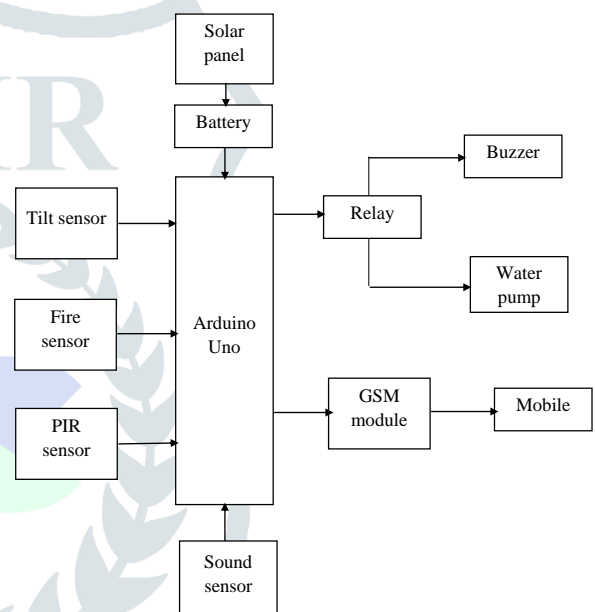 Solar
panel
Battery
Buzzer
Tilt sensor
Relay
Water
pump
Fire
sensor
Arduino
Uno
GSM
module
Mobile
PIR
sensor
Sound
sensor